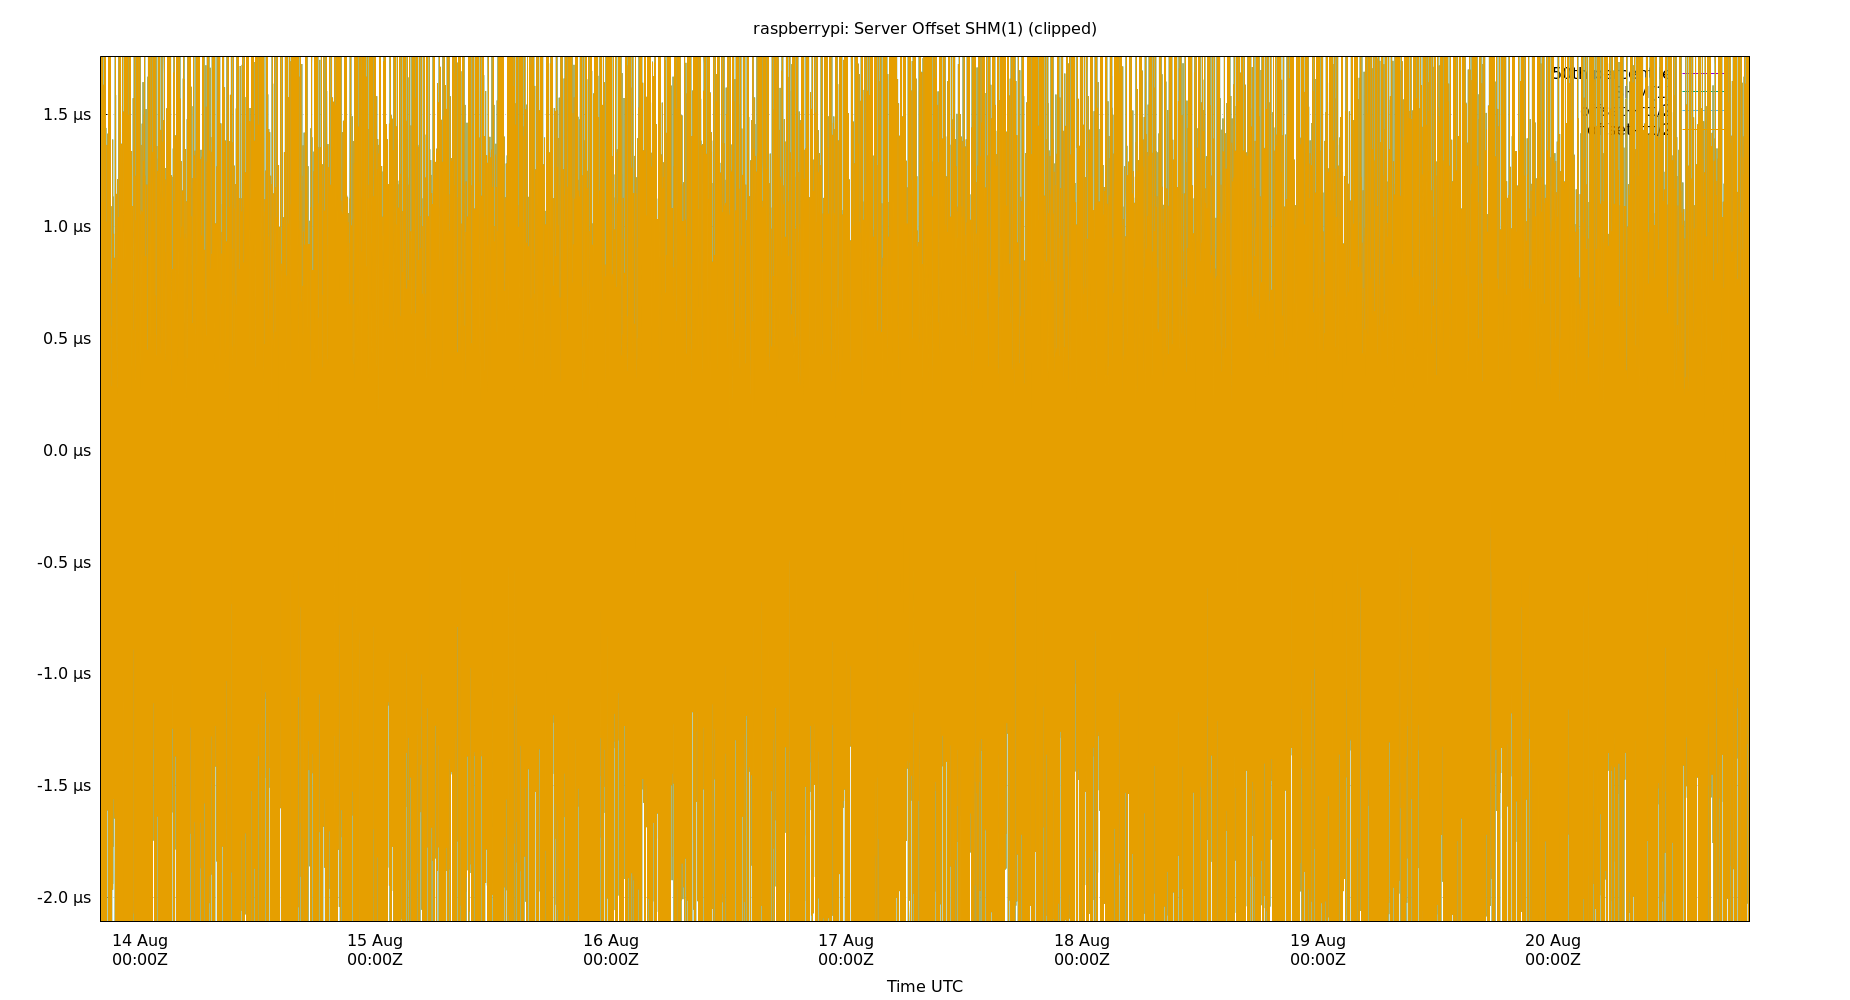 raspberrypi: Server Offset SHM(1) (clipped)
1.5 µs
1.0 µs
0.5 µs
0.0 µs
-0.5 µs
-1.0 µs
-1.5 µs
-2.0 µs
14 Aug 15 Aug 16 Aug 17 Aug 18 Aug 19 Aug 20 Aug
00:00Z 00:00Z 00:00Z 00:00Z 00:00Z 00:00Z 00:00Z
Time UTC